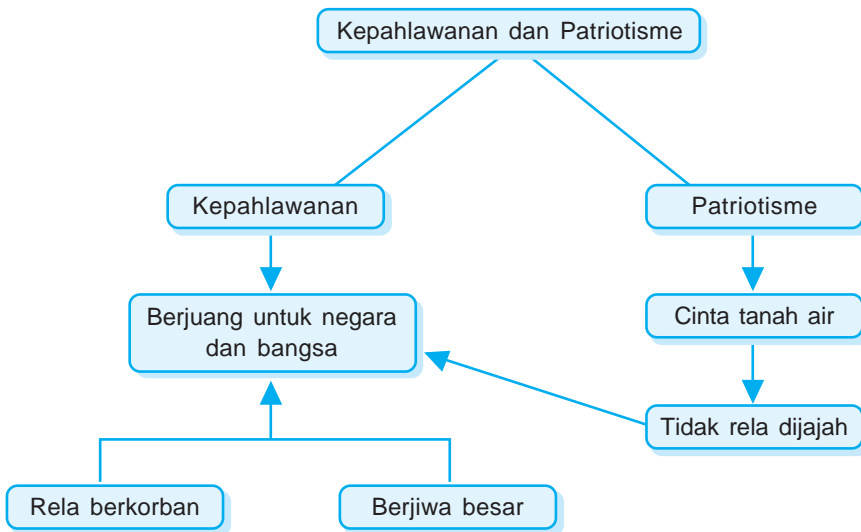 Kepahlawanan dan Patriotisme
Kepahlawanan
Patriotisme
Berjuang untuk negara
dan bangsa
Cinta tanah air
Tidak rela dijajah
Rela berkorban
Berjiwa besar